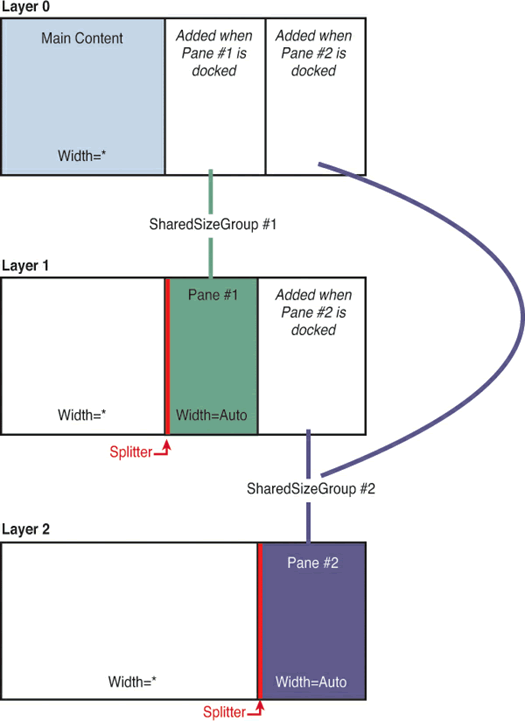 Layer 0
Main Content
Added when
Pane #1 is
docked
Added when
Pane #2 is
docked
Width=*
SharedSizeGroup #1
Layer 1
Pane #1
Added when
Pane #2 is
docked
Width=*
Width=Auto
Splitter
SharedSizeGroup #2
Layer 2
Pane #2
Width=*
Width=Auto
Splitter